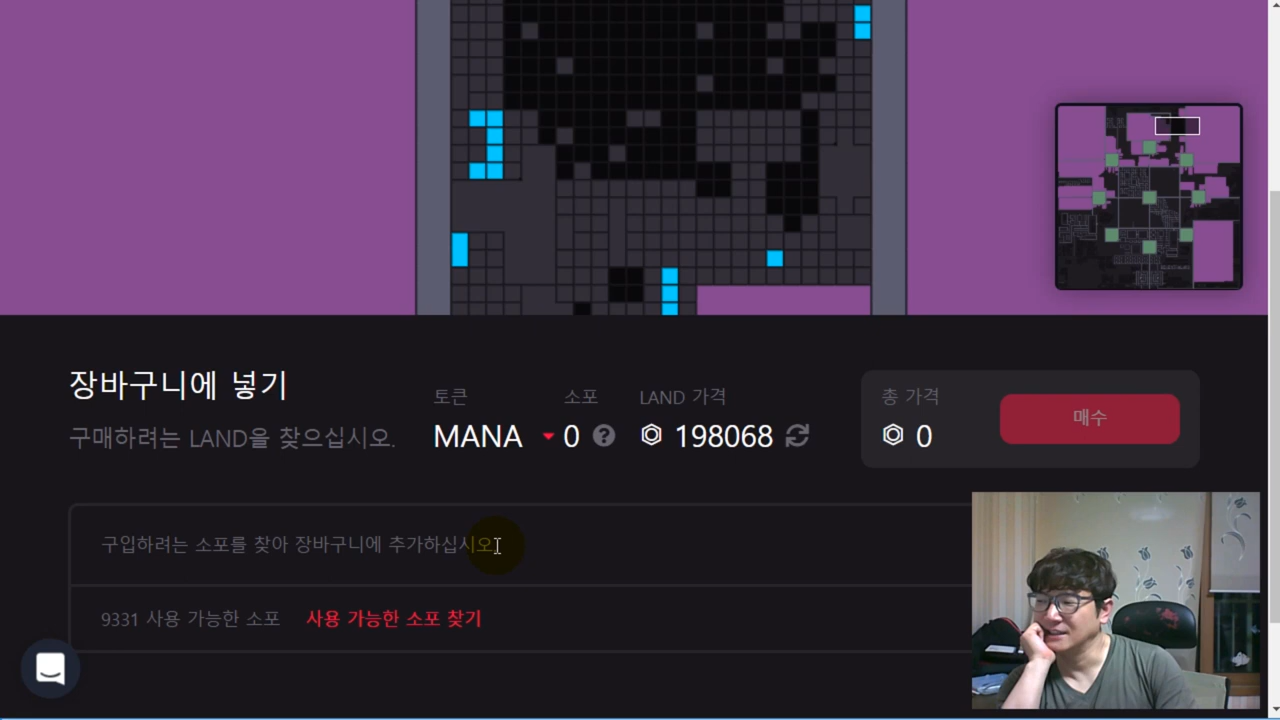 장바구니에 넣기
구매하려는 LAND을 찾으십시오.
토큰 소포 LAND 가격
MANA 0 ? 198068
총 가격
0
매수
구입하려는 소포를 찾아 장바구니에 추가하십시오
9331 사용 가능한 소포 사용 가능한 소포 찾기